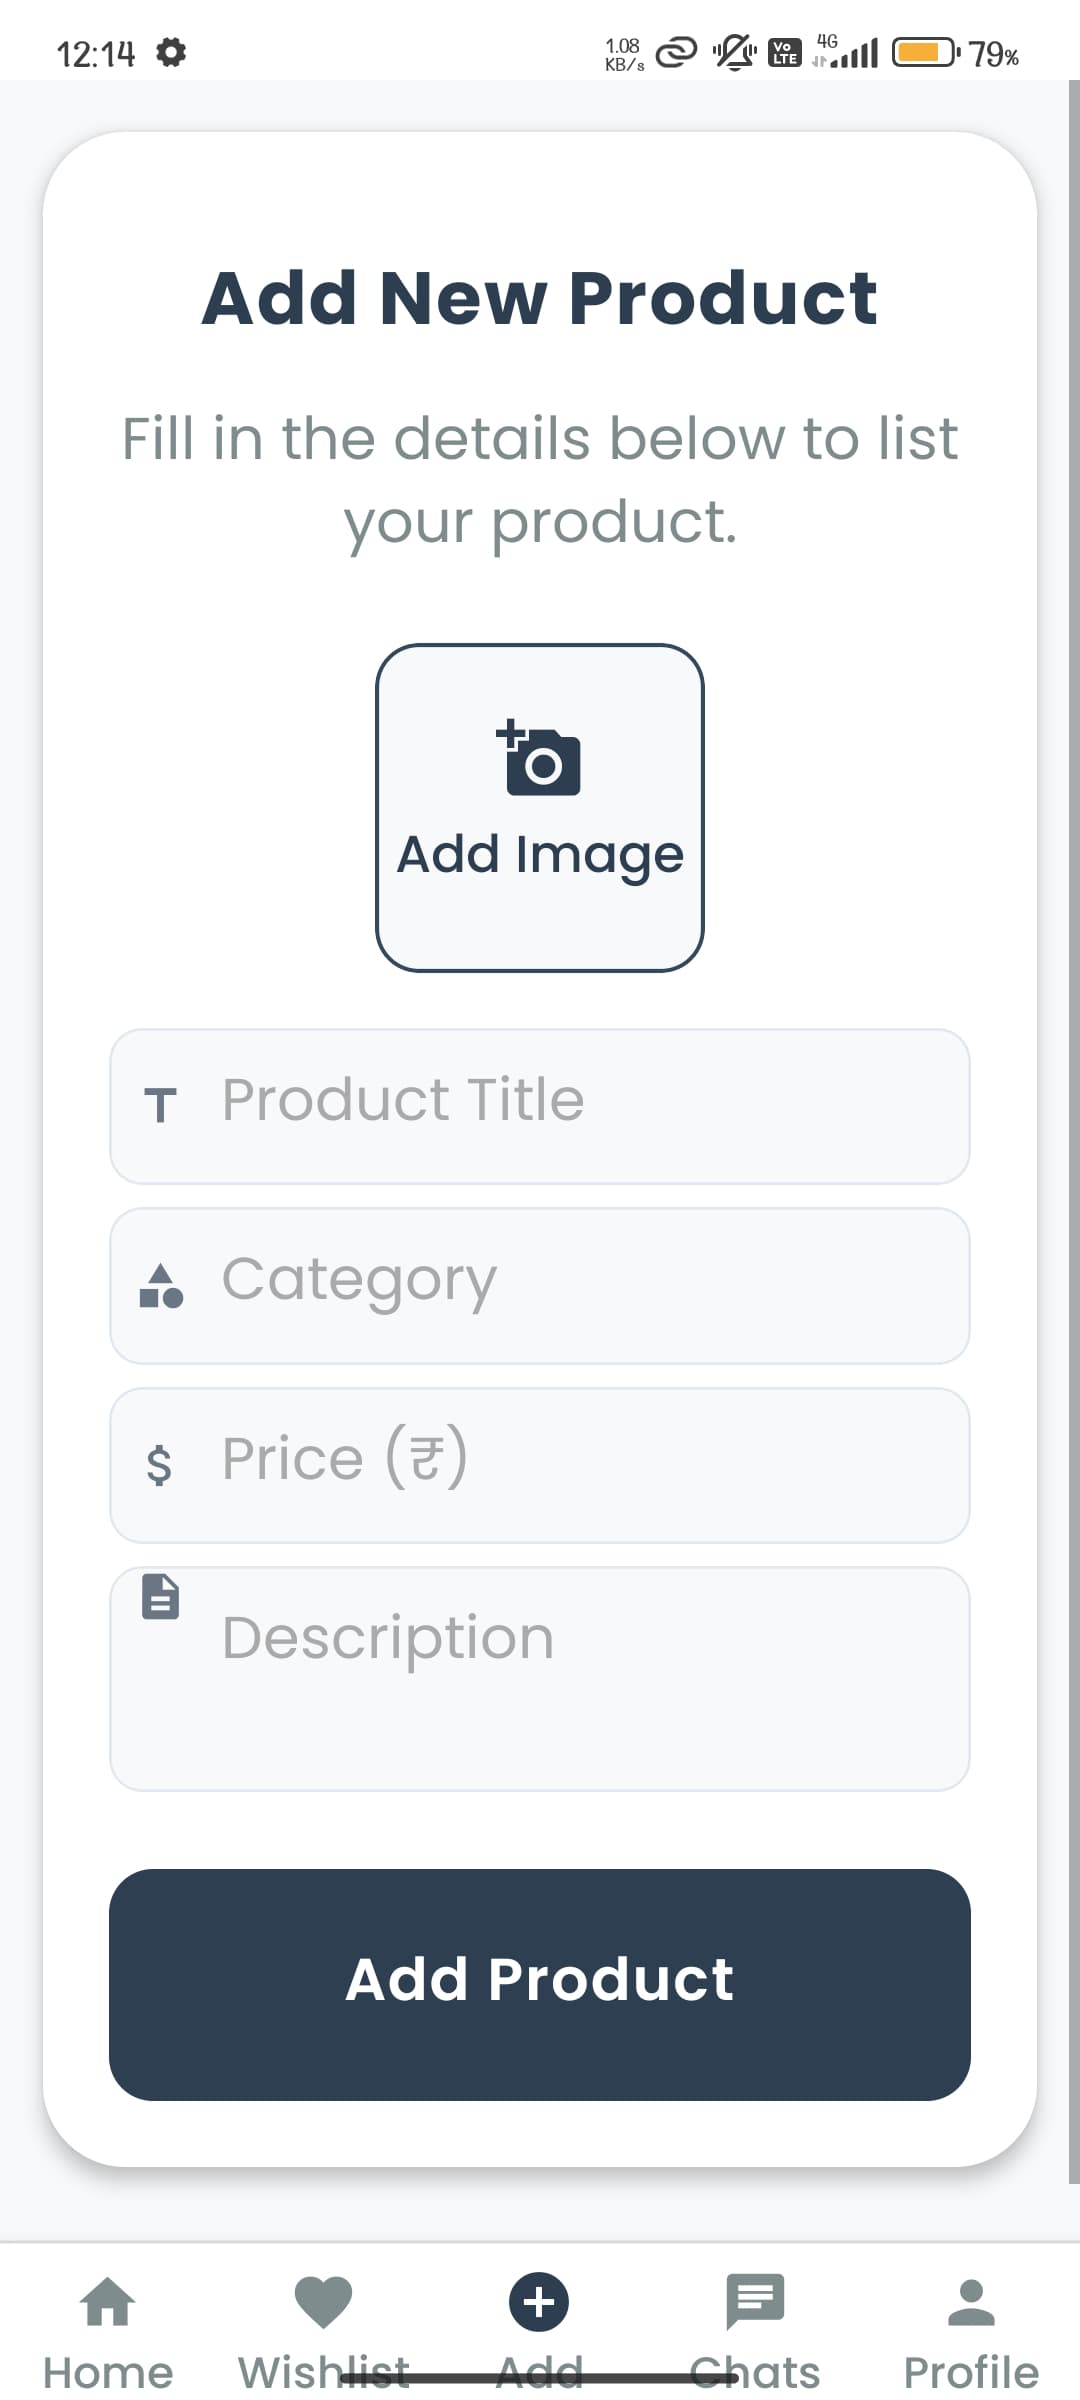 12:14
1.08
KB/s
Vo
LTE
4G
79%
Add New Product
Fill in the details below to list
your product.
Add Image
T Product Title
Category
$ Price (₹)
Description
Add Product
Home Wishlist Add Chats Profile